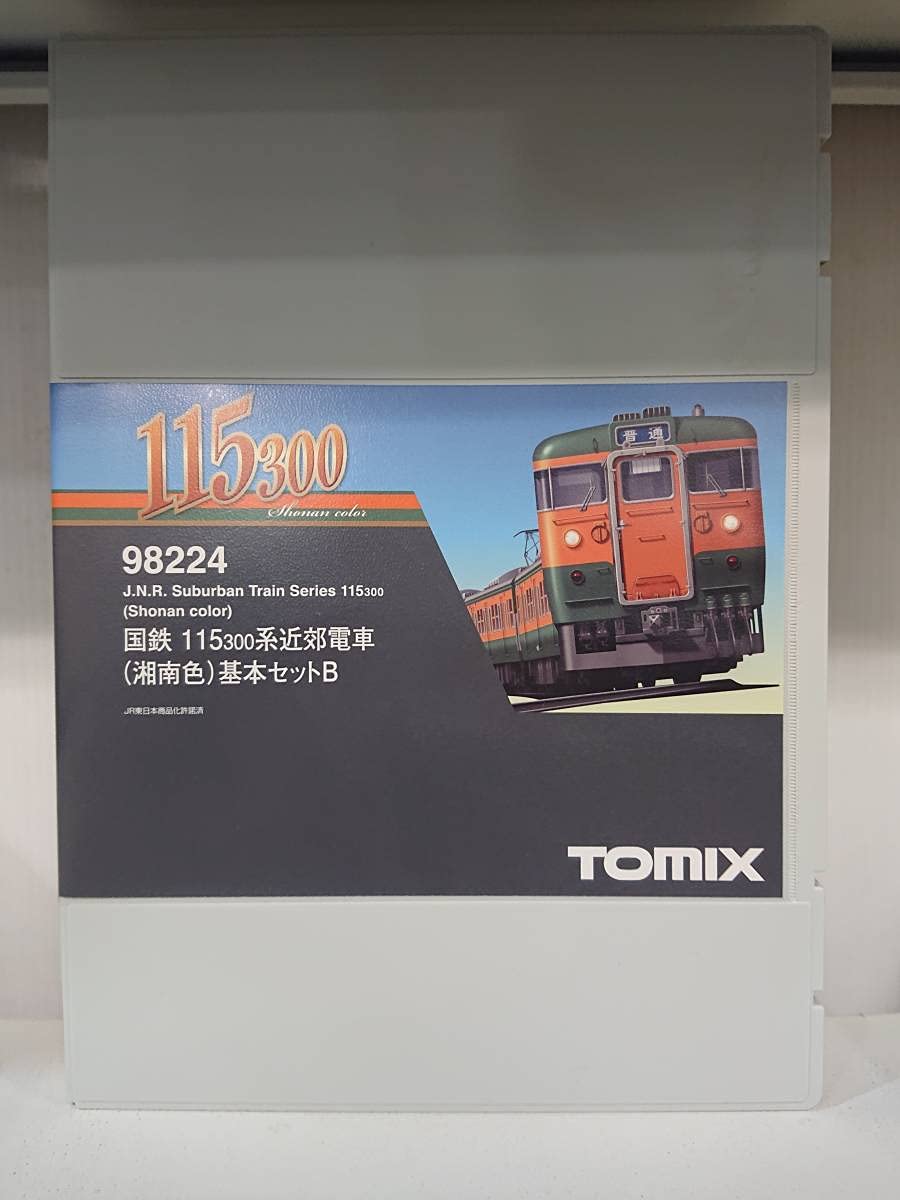 115300
Shonan color
普通
98224
J.N.R. Suburban Train Series 115300
(Shonan color)
国鉄 115300系近郊電車
(湘南色)基本セットB
JR東日本商品化許諾済
TOMIX